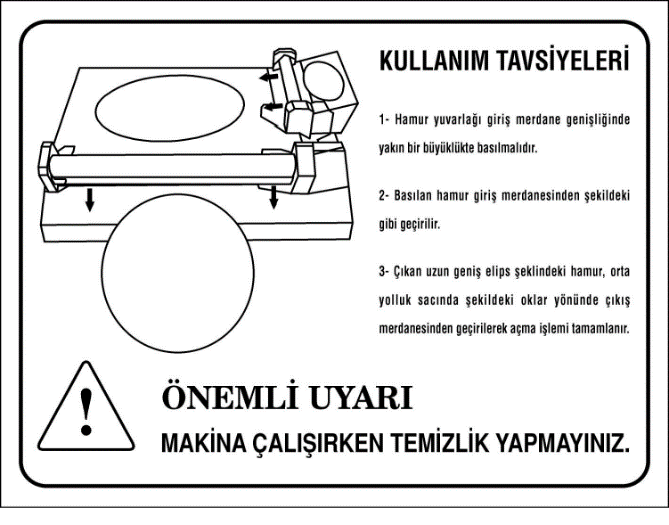 KULLANIM TAVSİYELERİ
1- Hamur yuvarlağı giriş merdane genişliğinde
yakın bir büyüklükte basılmalıdır.
2- Basılan hamur giriş merdanesinden şekildeki
gibi geçirilir.
3- Çıkan uzun geniş elips şeklindeki hamur, orta
yolluk sacında şekildeki oklar yönünde çıkış
merdanesinden geçirilerek açma işlemi tamamlanır.
!
ÖNEMLİ UYARI
MAKİNA ÇALIŞIRKEN TEMİZLİK YAPMAYINIZ.